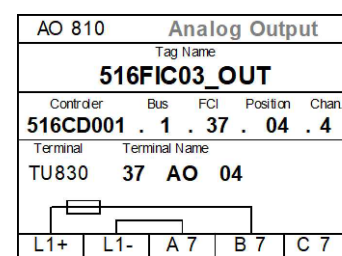 AO 810 Analog Output
Tag Name
516FIC03_OUT
Controler Bus FCI Position Chan.
516CD001 . 1 . 37 . 04 . 4
Terminal Terminal Name
TU830 37 AO 04
L1+ L1- A 7 B 7 C 7